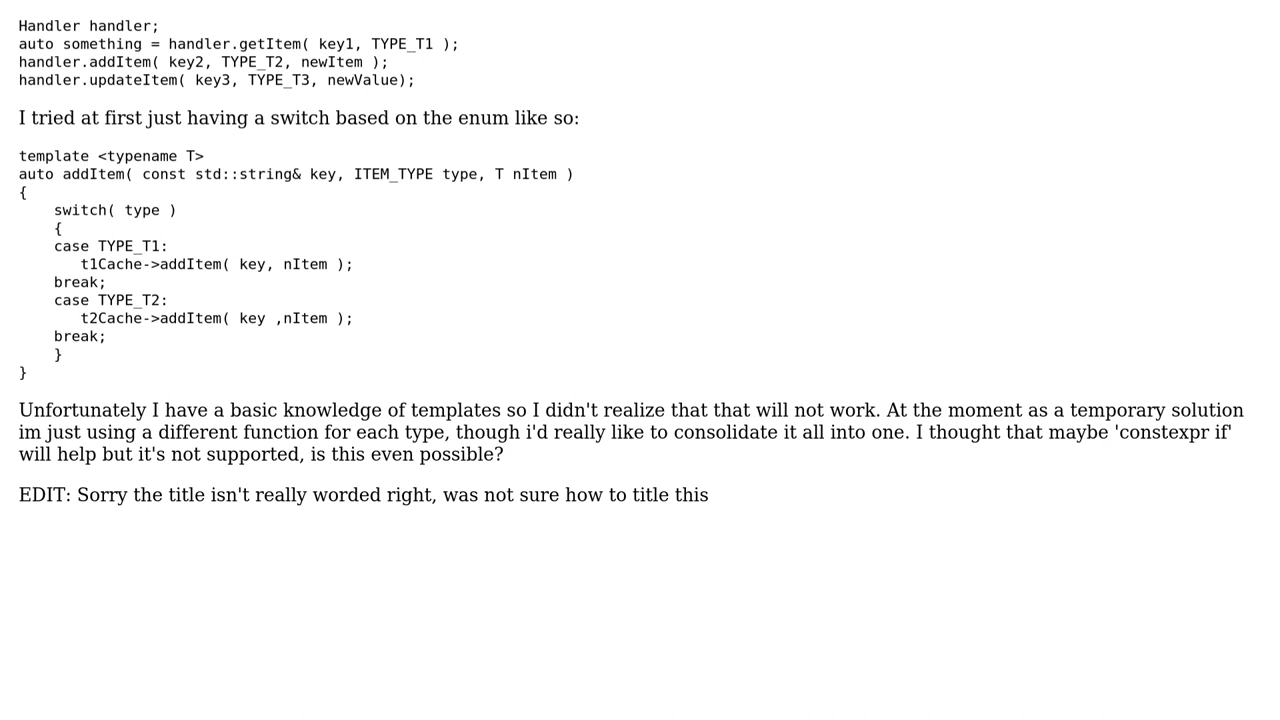 Handler handler;
auto something = handler.getItem( key1, TYPE_T1 );
handler.addItem( key2, TYPE_T2, newItem );
handler.updateItem( key3, TYPE_T3, newValue);
I tried at first just having a switch based on the enum like so:
template <typename T>
auto addItem( const std::string& key, ITEM_TYPE type, T nItem )
{
    switch( type )
    {
    case TYPE_T1:
       t1Cache->addItem( key, nItem );
    break;
    case TYPE_T2:
       t2Cache->addItem( key ,nItem );
    break;
    }
}
Unfortunately I have a basic knowledge of templates so I didn't realize that that will not work. At the moment as a temporary solution
im just using a different function for each type, though i'd really like to consolidate it all into one. I thought that maybe 'constexpr if'
will help but it's not supported, is this even possible?
EDIT: Sorry the title isn't really worded right, was not sure how to title this